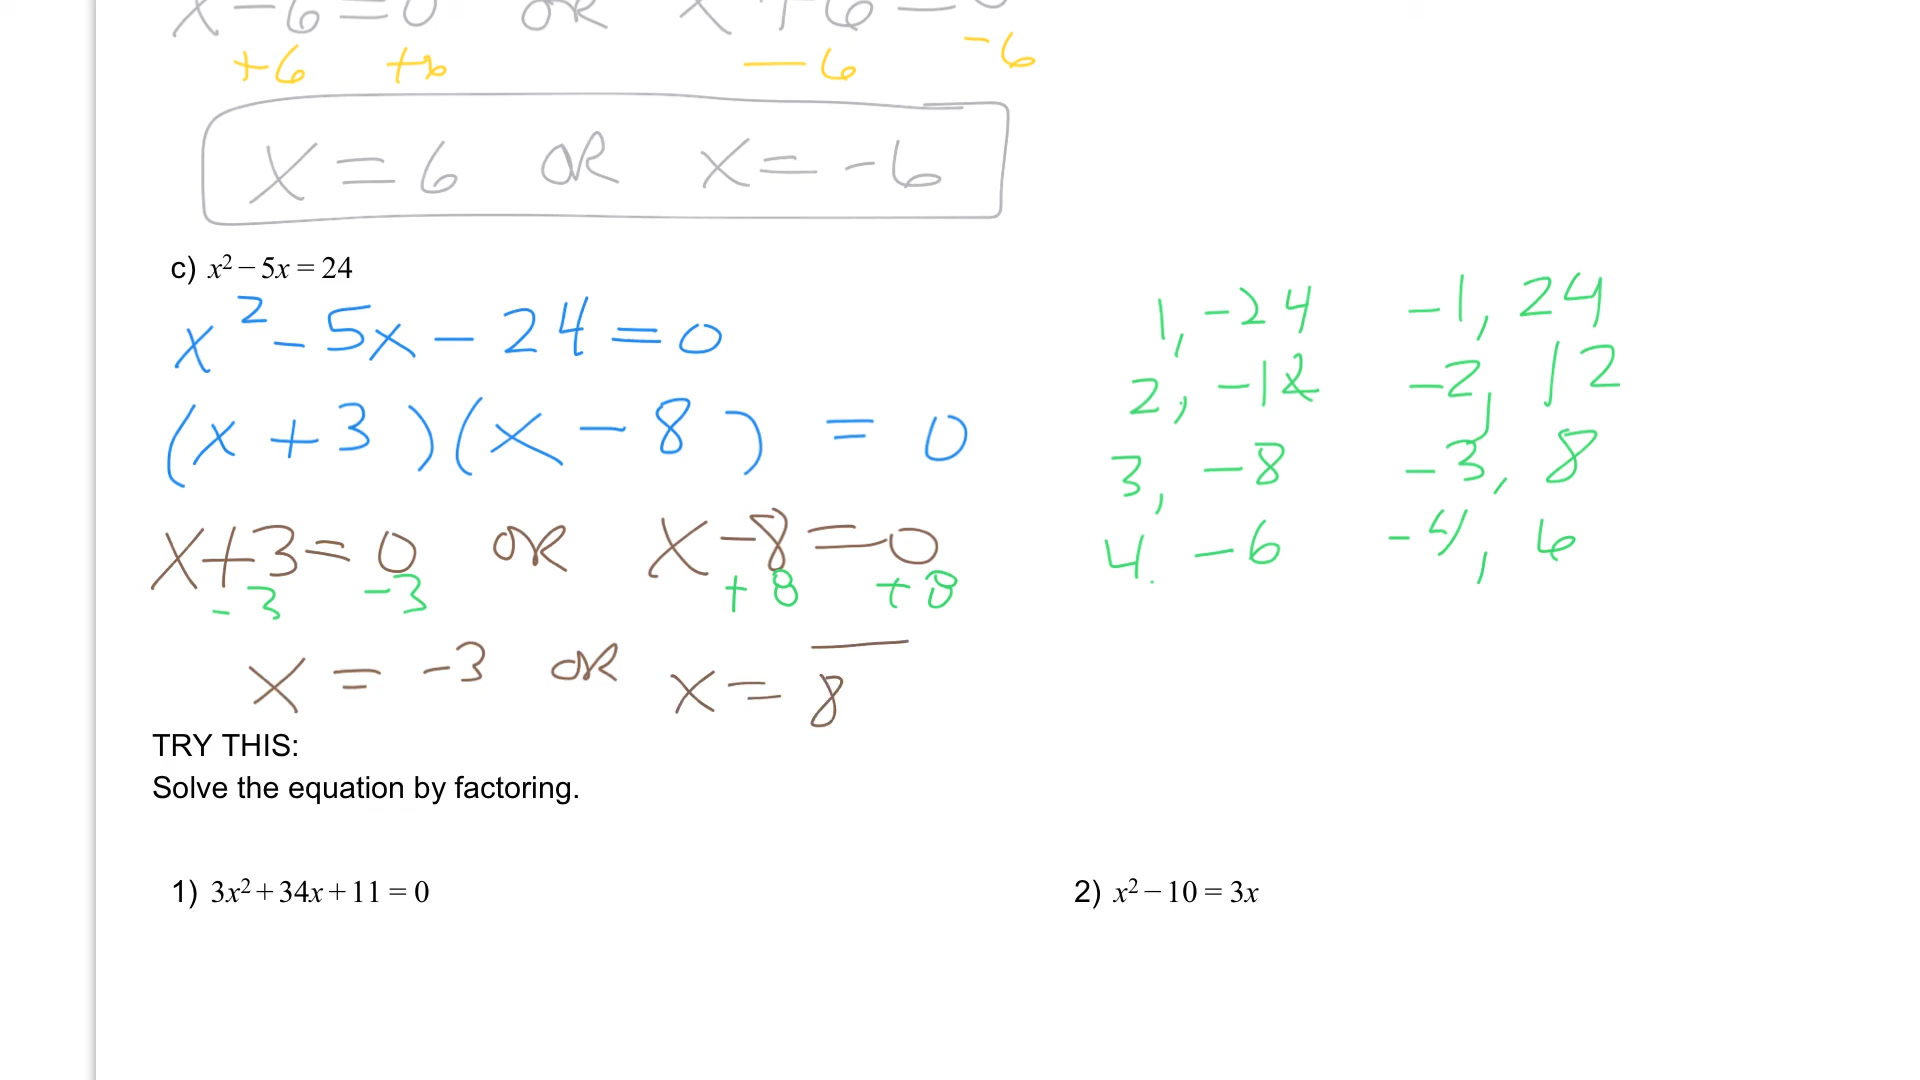 x-6=0 OR x+6=0
+6 +6 -6 -6
x=6 OR x=-6
c) x²-5x=24
x²-5x-24=0
(x+3)(x-8)=0
x+3=0 OR x-8=0
-3 -3 +8 +8
x=-3 OR x=8
1,-24 -1,24
2,-12 -2,12
3,-8 -3,8
4.-6 -4,6
TRY THIS:
Solve the equation by factoring.
1) 3x²+34x+11=0
2) x²-10=3x